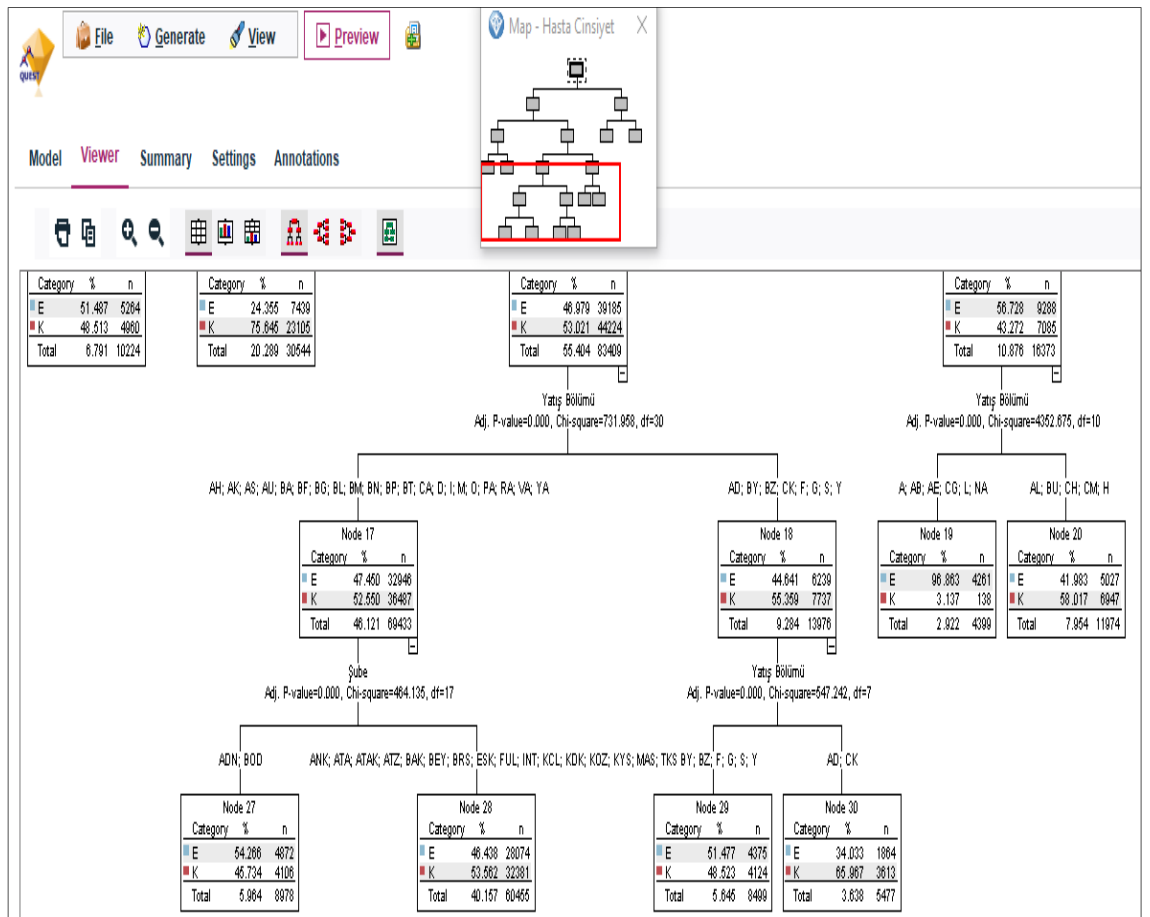 File Generate View Preview
QUEST
Map - Hasta Cinsiyet X
Model Viewer Summary Settings Annotations
Category % n
E 51.487 5264
K 48.513 4960
Total 6.791 10224
Category % n
E 24.355 7439
K 75.645 23105
Total 20.289 30544
Category % n
E 46.979 39185
K 53.021 44224
Total 55.404 83409
Category % n
E 56.728 9288
K 43.272 7085
Total 10.876 16373
Yatış Bölümü
Adj. P-value=0.000, Chi-square=731.958, df=30
Yatış Bölümü
Adj. P-value=0.000, Chi-square=4352.675, df=10
AH; AK; AS; AU; BA; BF; BG; BL; BM; BN; BP; BT; CA; D; I; M; O; PA; RA; VA; YA
AD; BY; BZ; CK; F; G; S; Y
A; AB; AE; CG; L; NA
AL; BU; CH; CM; H
Node 17
Category % n
E 47.450 32946
K 52.550 36487
Total 46.121 69433
Node 18
Category % n
E 44.641 6239
K 55.359 7737
Total 9.284 13976
Node 19
Category % n
E 96.863 4261
K 3.137 138
Total 2.922 4399
Node 20
Category % n
E 41.983 5027
K 58.017 6947
Total 7.954 11974
Şube
Adj. P-value=0.000, Chi-square=464.135, df=17
Yatış Bölümü
Adj. P-value=0.000, Chi-square=547.242, df=7
ADN; BOD
ANK; ATA; ATAK; ATZ; BAK; BEY; BRS; ESK; FUL; INT; KCL; KDK; KOZ; KYS; MAS; TKS
BY; BZ; F; G; S; Y
AD; CK
Node 27
Category % n
E 54.266 4872
K 45.734 4106
Total 5.964 8978
Node 28
Category % n
E 46.438 28074
K 53.562 32381
Total 40.157 60455
Node 29
Category % n
E 51.477 4375
K 48.523 4124
Total 5.645 8499
Node 30
Category % n
E 34.033 1864
K 65.967 3613
Total 3.638 5477